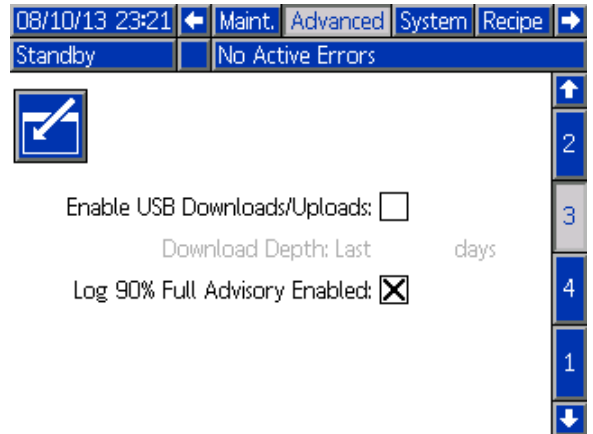 08/10/13 23:21 Maint. Advanced System Recipe
Standby No Active Errors
2
Enable USB Downloads/Uploads:
3
Download Depth: Last days
Log 90% Full Advisory Enabled:
4
1